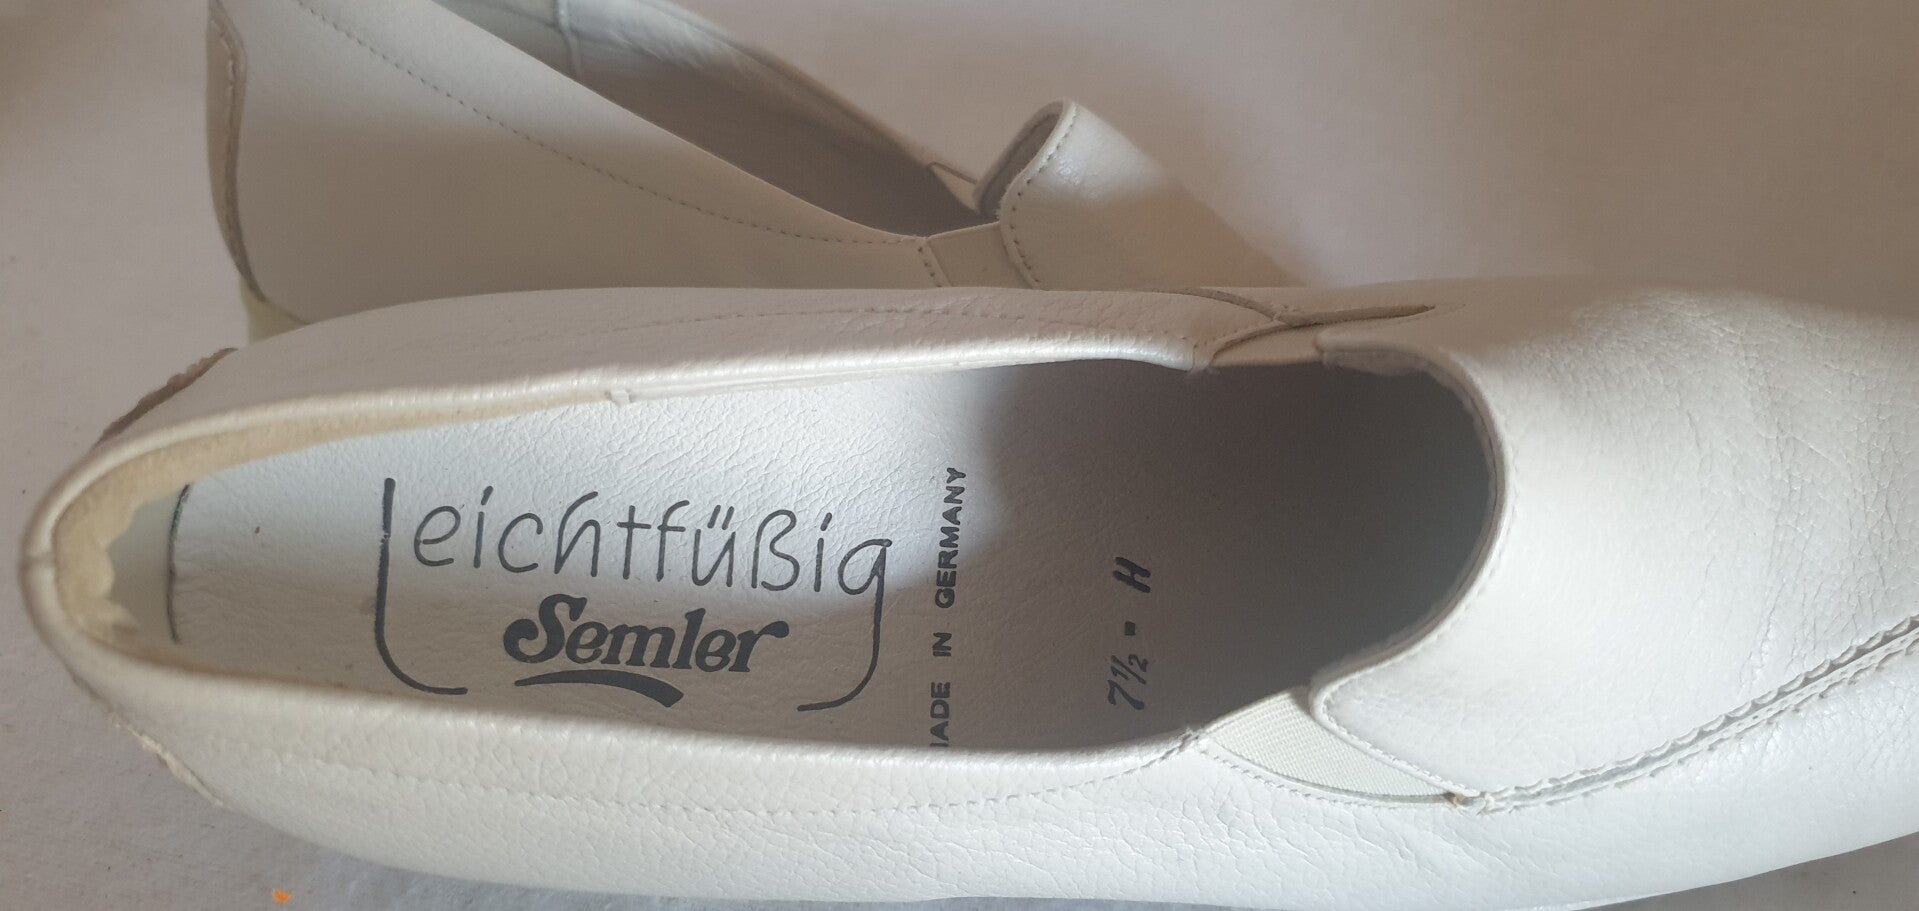 Leichtfüßig
Semler
MADE IN GERMANY
7½ - H